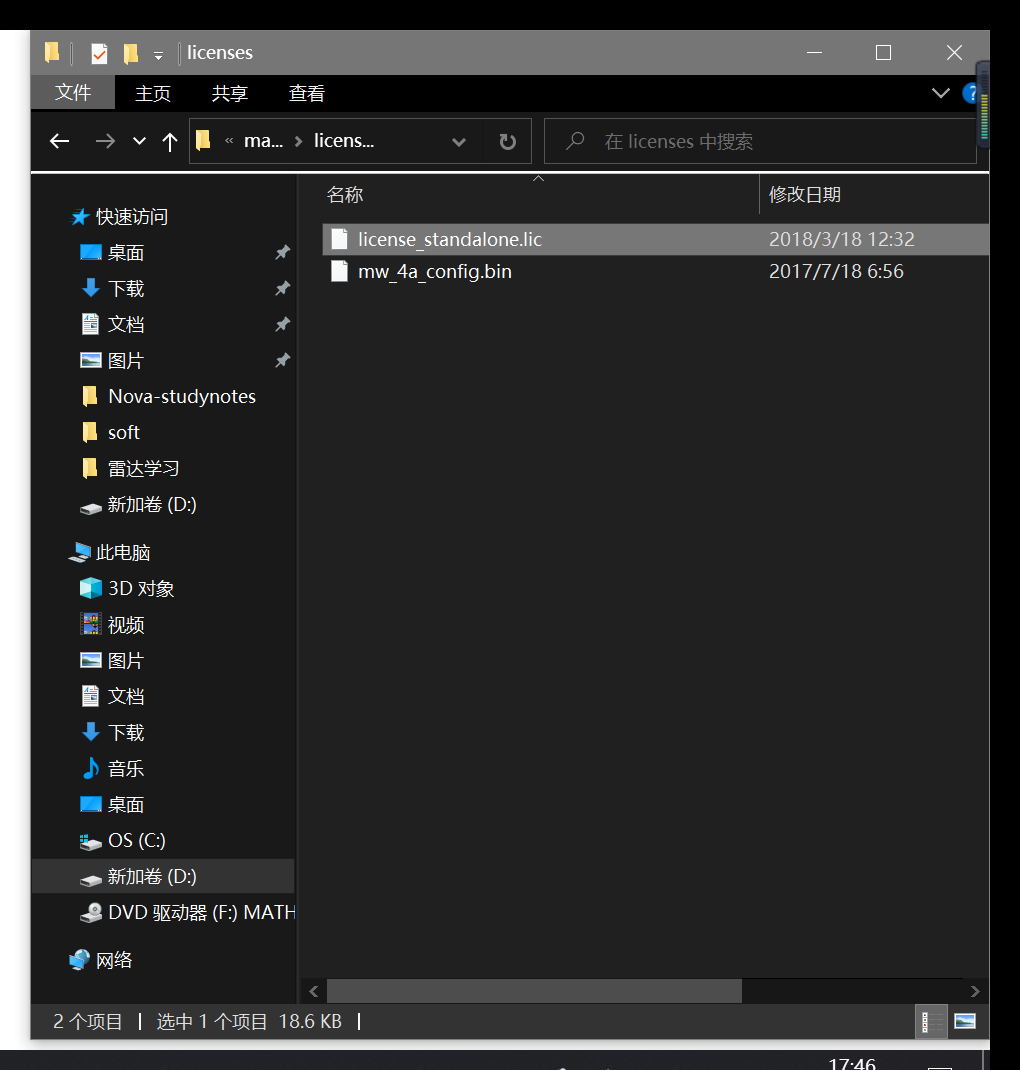 licenses
文件 主页 共享 查看
« ma... licens... 在 licenses 中搜索
名称 修改日期
license_standalone.lic 2018/3/18 12:32
mw_4a_config.bin 2017/7/18 6:56
快速访问
桌面
下载
文档
图片
Nova-studynotes
soft
雷达学习
新加卷 (D:)
此电脑
3D 对象
视频
图片
文档
下载
音乐
桌面
OS (C:)
新加卷 (D:)
DVD 驱动器 (F:) MATH
网络
2 个项目 选中 1 个项目 18.6 KB
17:46